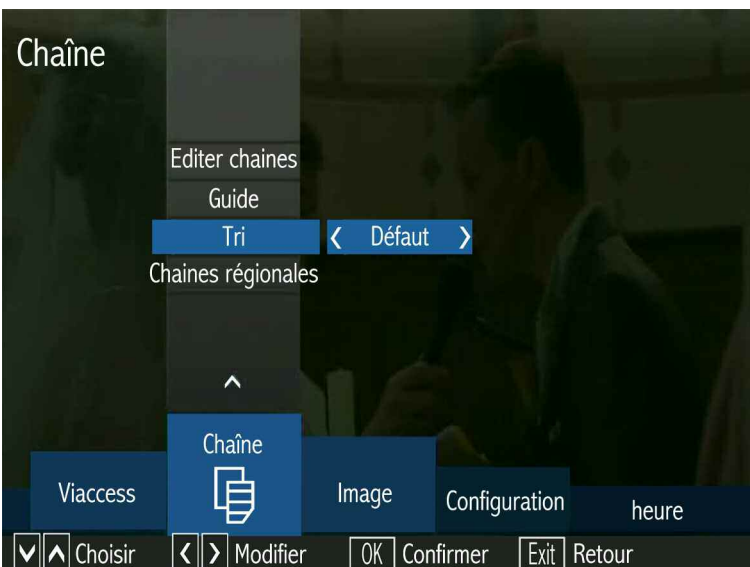 Chaîne
Editer chaines
Guide
Tri
< Défaut >
Chaines régionales
Chaîne
Viaccess
Image
Configuration
heure
Choisir < > Modifier OK Confirmer Exit Retour